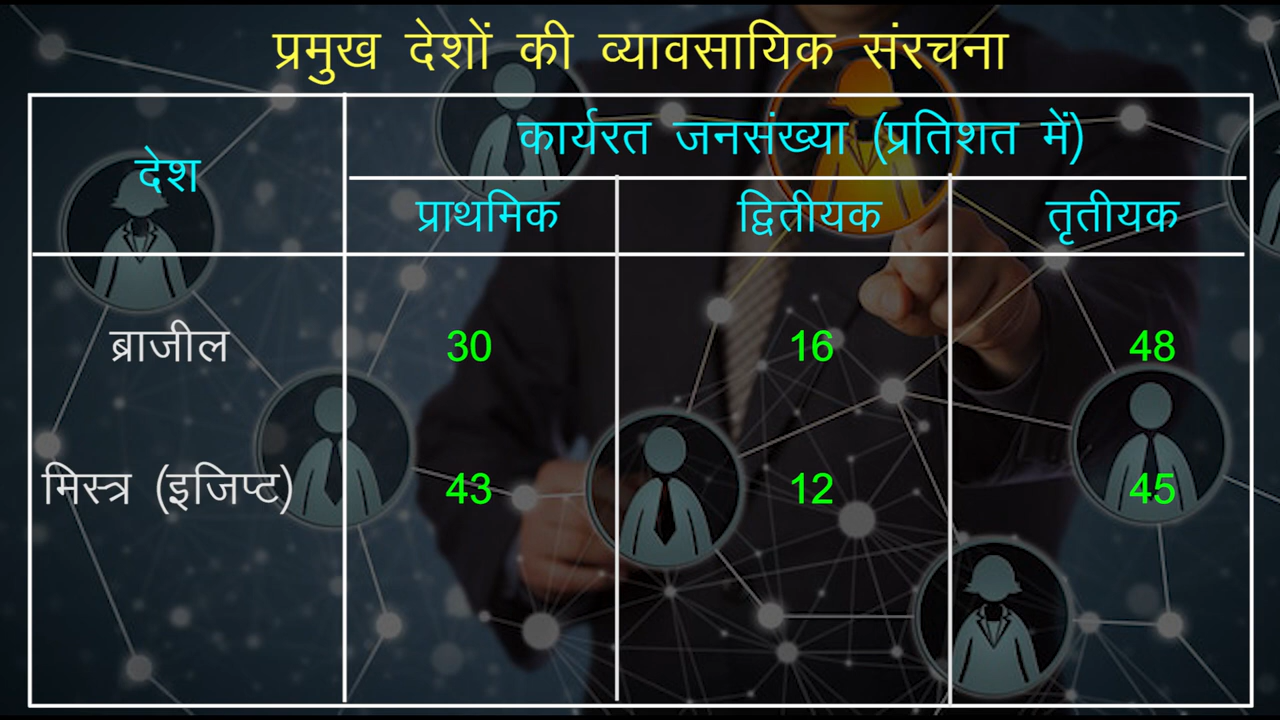 प्रमुख देशों की व्यावसायिक संरचना
देश
कार्यरत जनसंख्या (प्रतिशत में)
प्राथमिक द्वितीयक तृतीयक
ब्राजील 30 16 48
मिस्त्र (इजिप्ट) 43 12 45